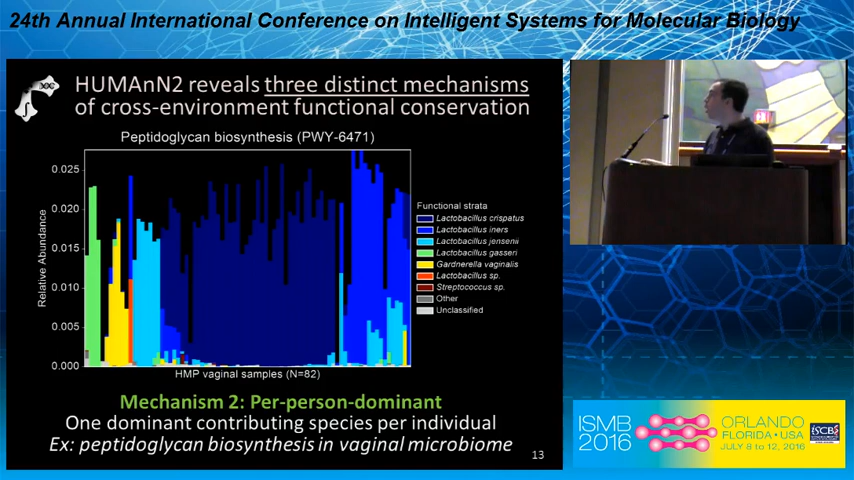 24th Annual International Conference on Intelligent Systems for Molecular Biology
HUMAnN2 reveals three distinct mechanisms
of cross-environment functional conservation
Peptidoglycan biosynthesis (PWY-6471)
Relative Abundance
0.025
0.020
0.015
0.010
0.005
0.000
HMP vaginal samples (N=82)
Functional strata
Lactobacillus crispatus
Lactobacillus iners
Lactobacillus jensenii
Lactobacillus gasseri
Gardnerella vaginalis
Lactobacillus sp.
Streptococcus sp.
Other
Unclassified
Mechanism 2: Per-person-dominant
One dominant contributing species per individual
Ex: peptidoglycan biosynthesis in vaginal microbiome
13
EXIT
ISMB
2016
ORLANDO
FLORIDA • USA
JULY 8 to 12, 2016
ISCB